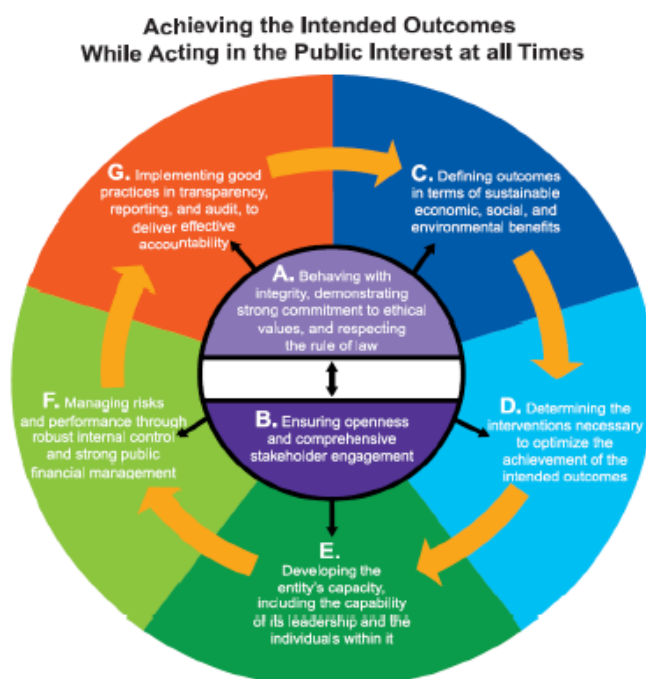 Achieving the Intended Outcomes
While Acting in the Public Interest at all Times
G. Implementing good
practices in transparency,
reporting, and audit, to
deliver effective
accountability
C. Defining outcomes
in terms of sustainable
economic, social, and
environmental benefits
A. Behaving with
integrity, demonstrating
strong commitment to ethical
values, and respecting
the rule of law
B. Ensuring openness
and comprehensive
stakeholder engagement
F. Managing risks
and performance through
robust internal control
and strong public
financial management
D. Determining the
interventions necessary
to optimize the
achievement of the
intended outcomes
E.
Developing the
entity's capacity,
including the capability
of its leadership and the
individuals within it